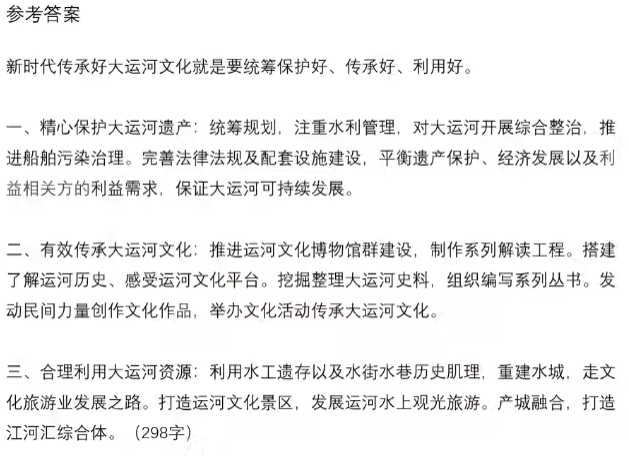 参考答案
新时代传承好大运河文化就是要统筹保护好、传承好、利用好。
一、精心保护大运河遗产：统筹规划，注重水利管理，对大运河开展综合整治，推
进船舶污染治理。完善法律法规及配套设施建设，平衡遗产保护、经济发展以及利
益相关方的利益需求，保证大运河可持续发展。
二、有效传承大运河文化：推进运河文化博物馆群建设，制作系列解读工程。搭建
了解运河历史、感受运河文化平台。挖掘整理大运河史料，组织编写系列丛书。发
动民间力量创作文化作品，举办文化活动传承大运河文化。
三、合理利用大运河资源：利用水工遗存以及水街水巷历史肌理，重建水城，走文
化旅游业发展之路。打造运河文化景区，发展运河水上观光旅游。产城融合，打造
江河汇综合体。（298字）